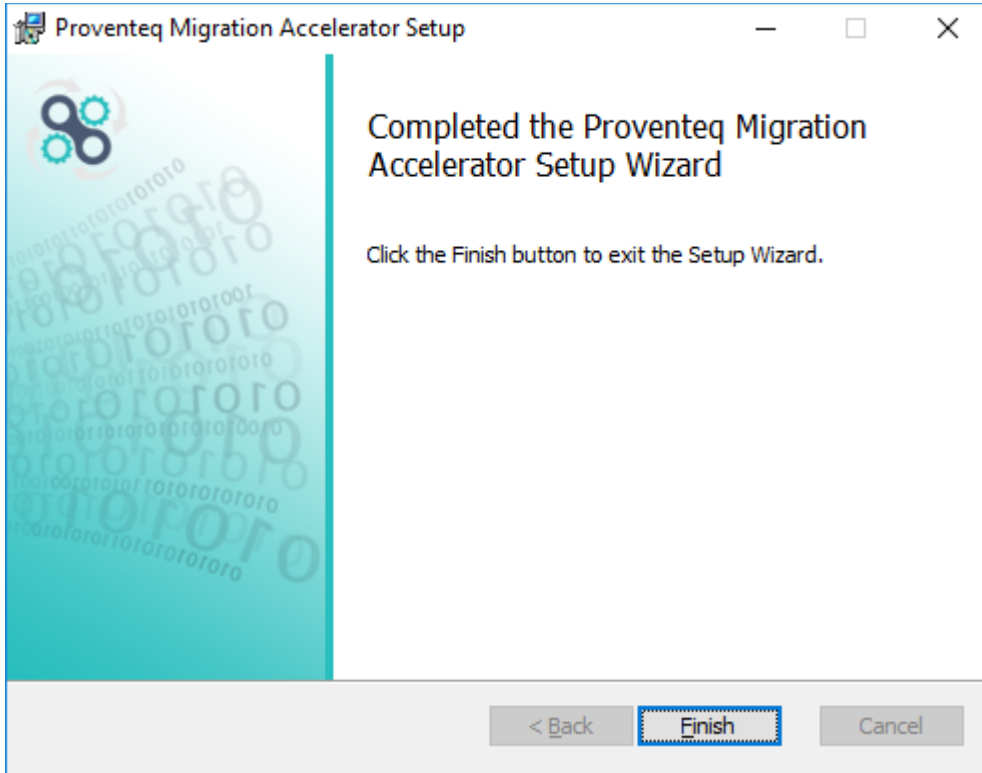 Proventeq Migration Accelerator Setup
Completed the Proventeq Migration
Accelerator Setup Wizard
Click the Finish button to exit the Setup Wizard.
< Back
Finish
Cancel